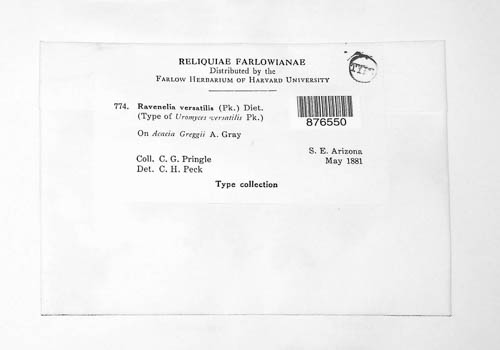 RELIQUIAE FARLOWIANAE
Distributed by the
FARLOW HERBARIUM OF HARVARD UNIVERSITY
774. Ravenelia versatilis (Pk.) Diet.
(Type of Uromyces versatilis Pk.)
On Acacia Greggii A. Gray
876550
Coll. C. G. Pringle
Det. C. H. Peck
S. E. Arizona
May 1881
Type collection